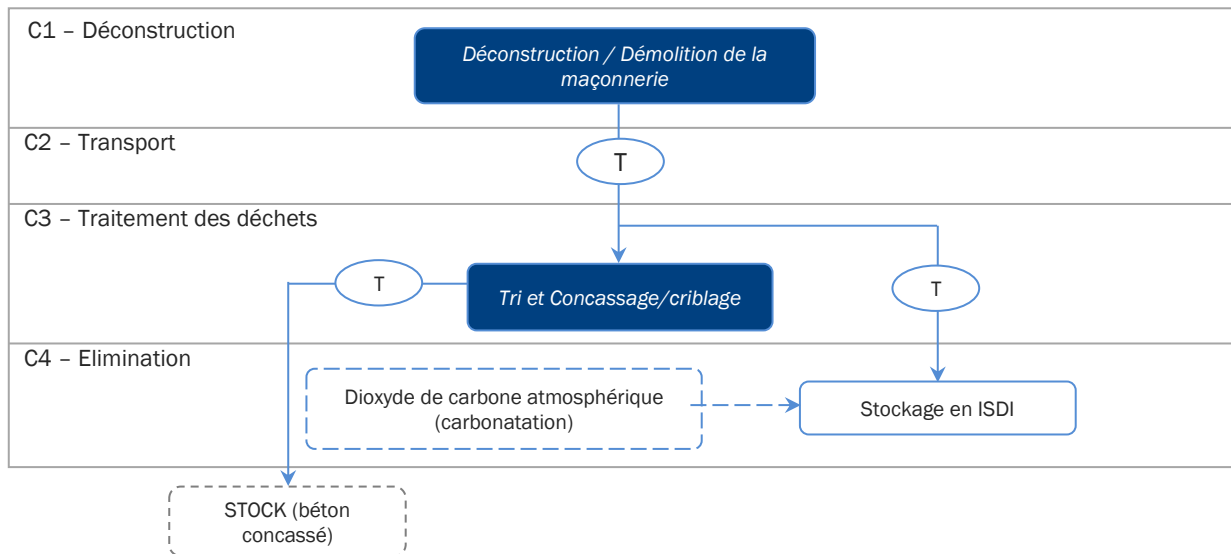 C1 – Déconstruction
Déconstruction / Démolition de la
maçonnerie
C2 – Transport
T
C3 – Traitement des déchets
T
Tri et Concassage/criblage
T
C4 – Elimination
Dioxyde de carbone atmosphérique
(carbonatation)
Stockage en ISDI
STOCK (béton
concassé)